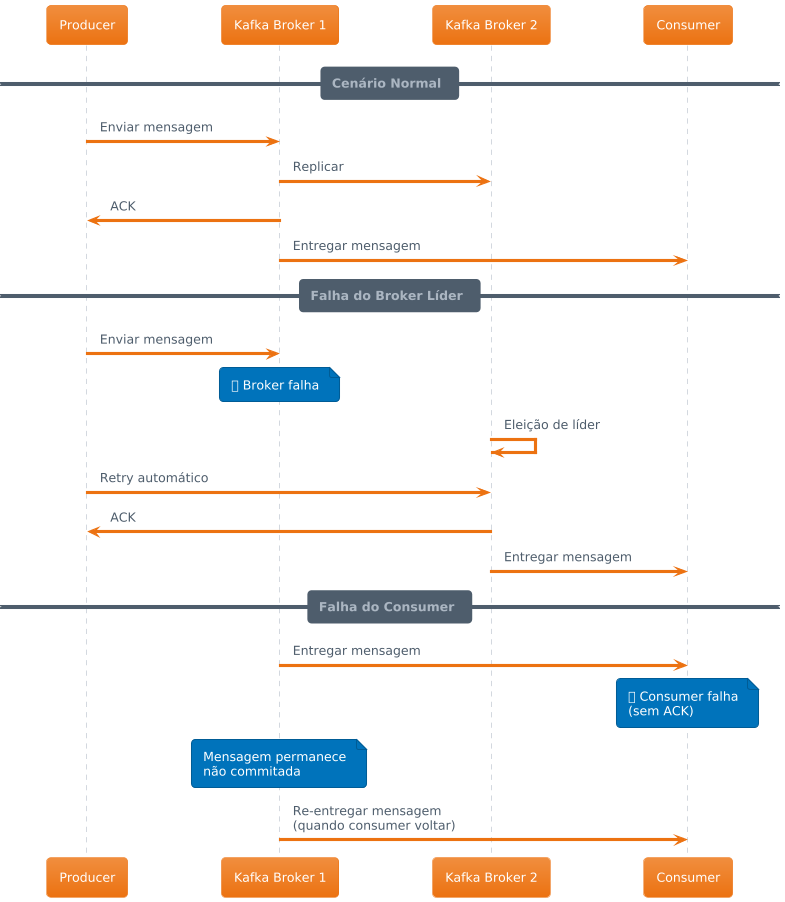 Producer
Kafka Broker 1
Kafka Broker 2
Consumer
Cenário Normal
Enviar mensagem
Replicar
ACK
Entregar mensagem
Falha do Broker Líder
Enviar mensagem
Broker falha
Eleição de líder
Retry automático
ACK
Entregar mensagem
Falha do Consumer
Entregar mensagem
Consumer falha
(sem ACK)
Mensagem permanece
não commitada
Re-entregar mensagem
(quando consumer voltar)
Producer
Kafka Broker 1
Kafka Broker 2
Consumer